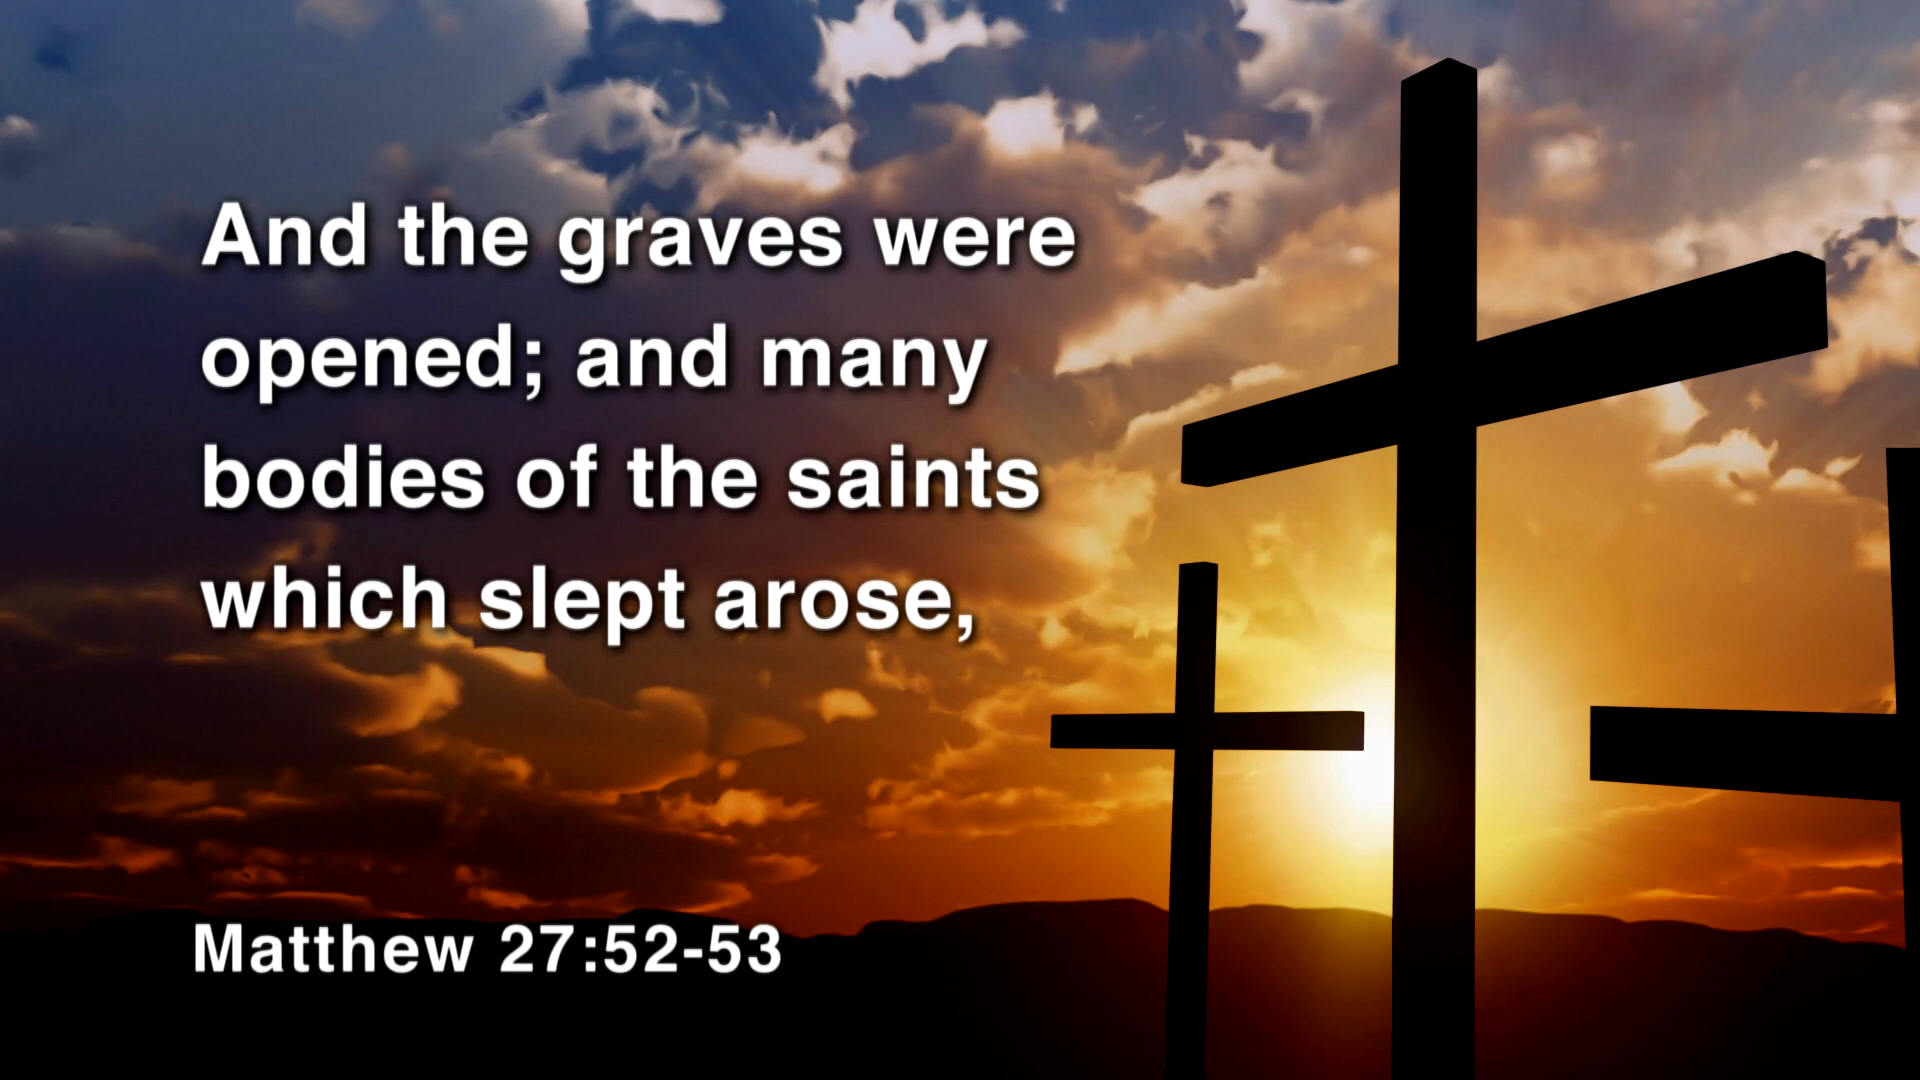 And the graves were
opened; and many
bodies of the saints
which slept arose,
Matthew 27:52-53